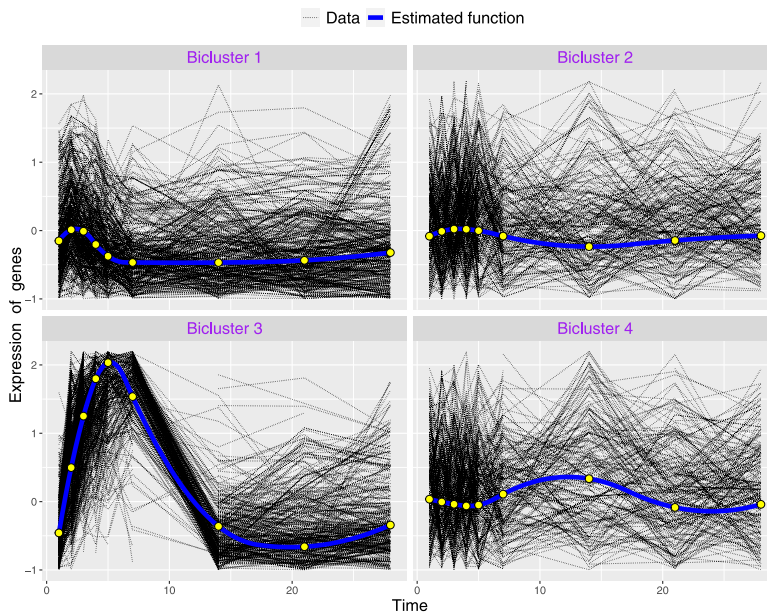 Data Estimated function
Bicluster 1 Bicluster 2
2
1
0
−1
Bicluster 3 Bicluster 4
2
1
0
−1
0 10 20 0 10 20
Time
Expression of genes